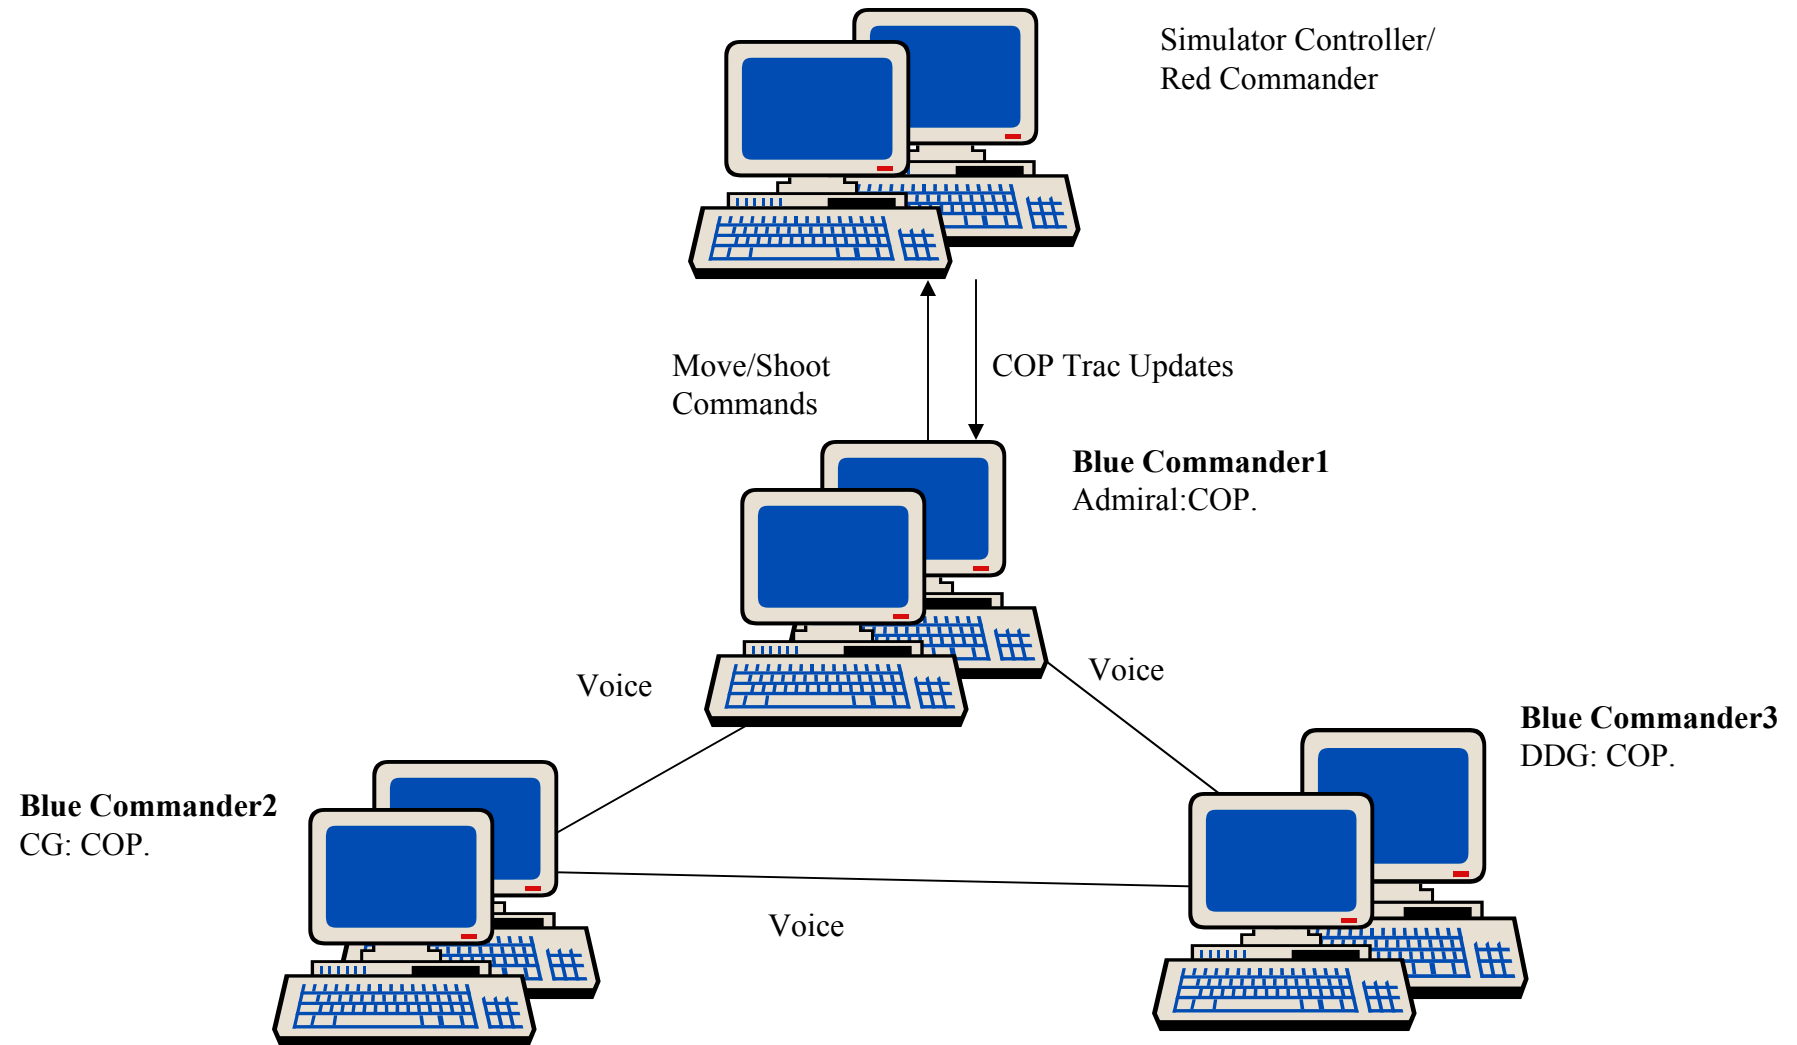 Simulator Controller/
Red Commander
Move/Shoot
Commands
COP Trac Updates
Blue Commander1
Admiral:COP.
Voice
Voice
Blue Commander3
DDG: COP.
Blue Commander2
CG: COP.
Voice